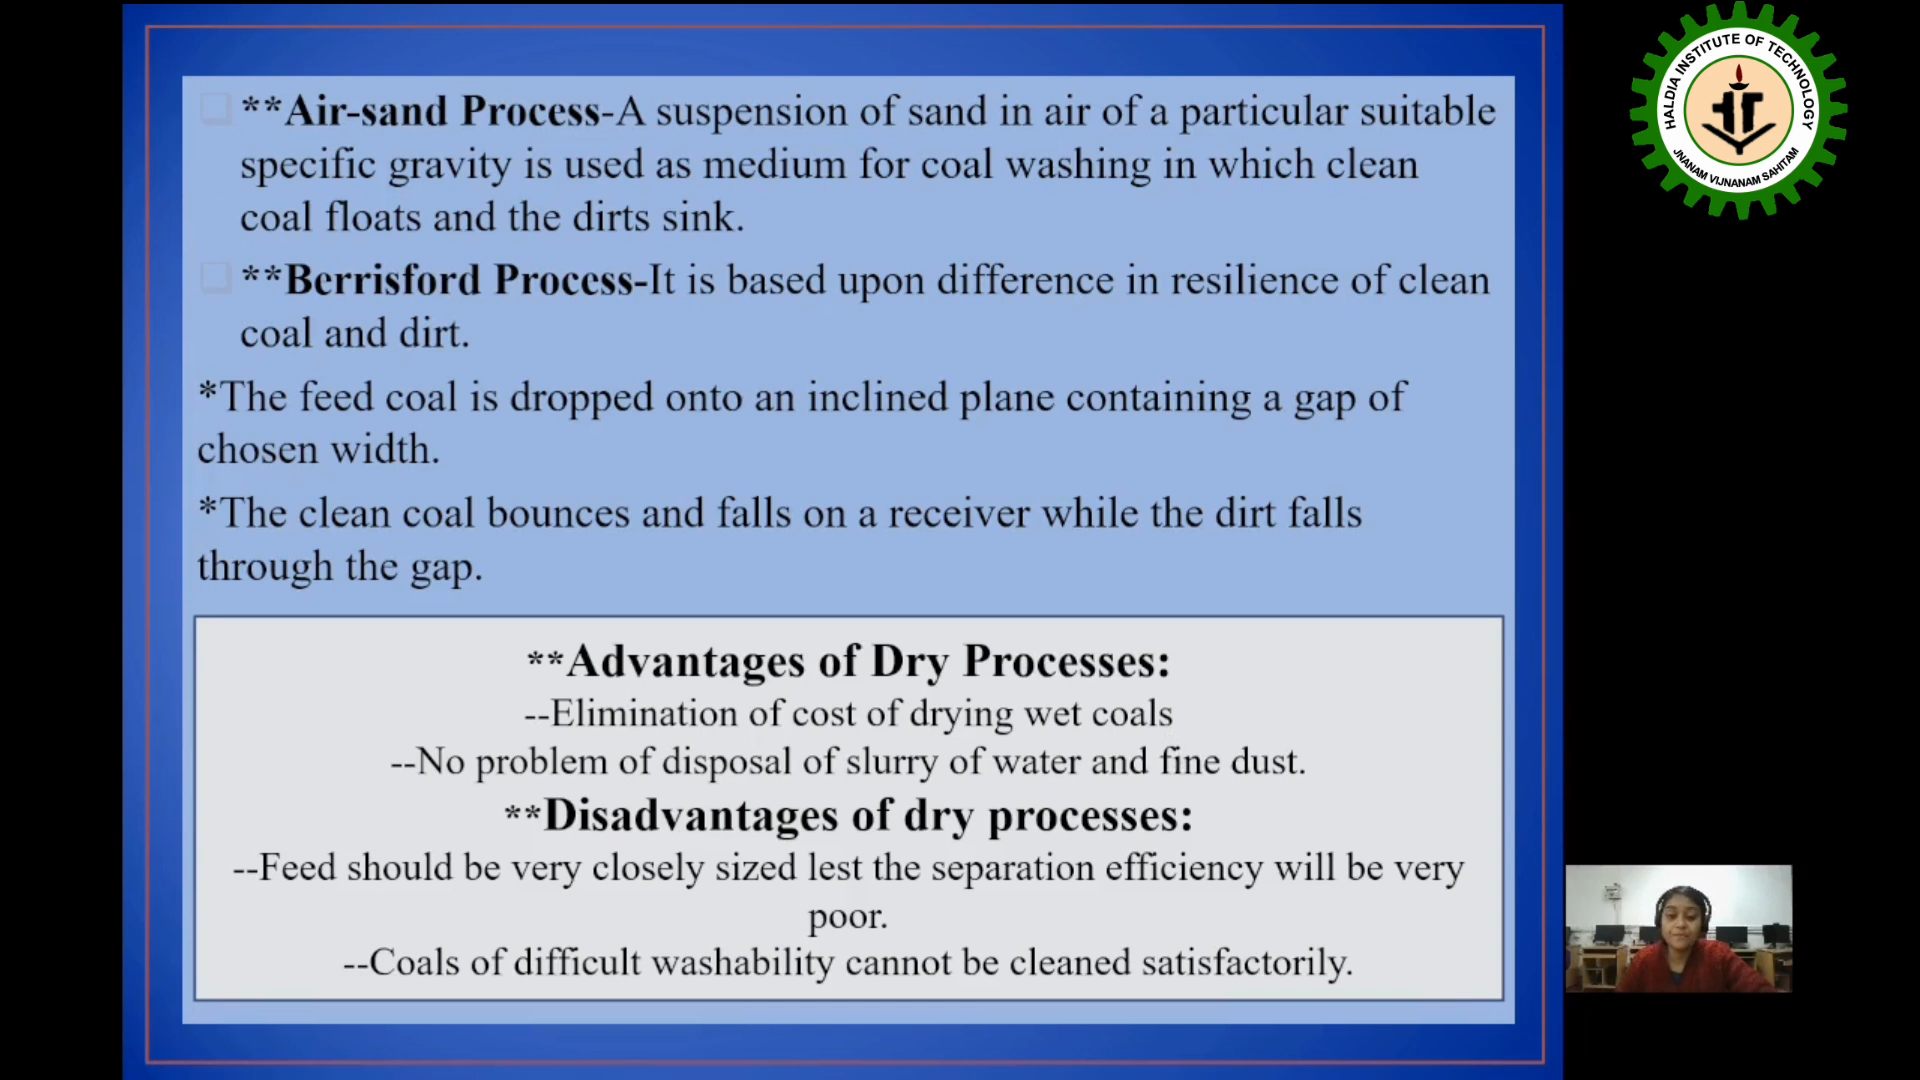 **Air-sand Process-A suspension of sand in air of a particular suitable
specific gravity is used as medium for coal washing in which clean
coal floats and the dirts sink.
**Berrisford Process-It is based upon difference in resilience of clean
coal and dirt.
*The feed coal is dropped onto an inclined plane containing a gap of
chosen width.
*The clean coal bounces and falls on a receiver while the dirt falls
through the gap.
**Advantages of Dry Processes:
--Elimination of cost of drying wet coals
--No problem of disposal of slurry of water and fine dust.
**Disadvantages of dry processes:
--Feed should be very closely sized lest the separation efficiency will be very
poor.
--Coals of difficult washability cannot be cleaned satisfactorily.
HALDIA INSTITUTE OF TECHNOLOGY
JNANAM VIJNANAM SAHITAM